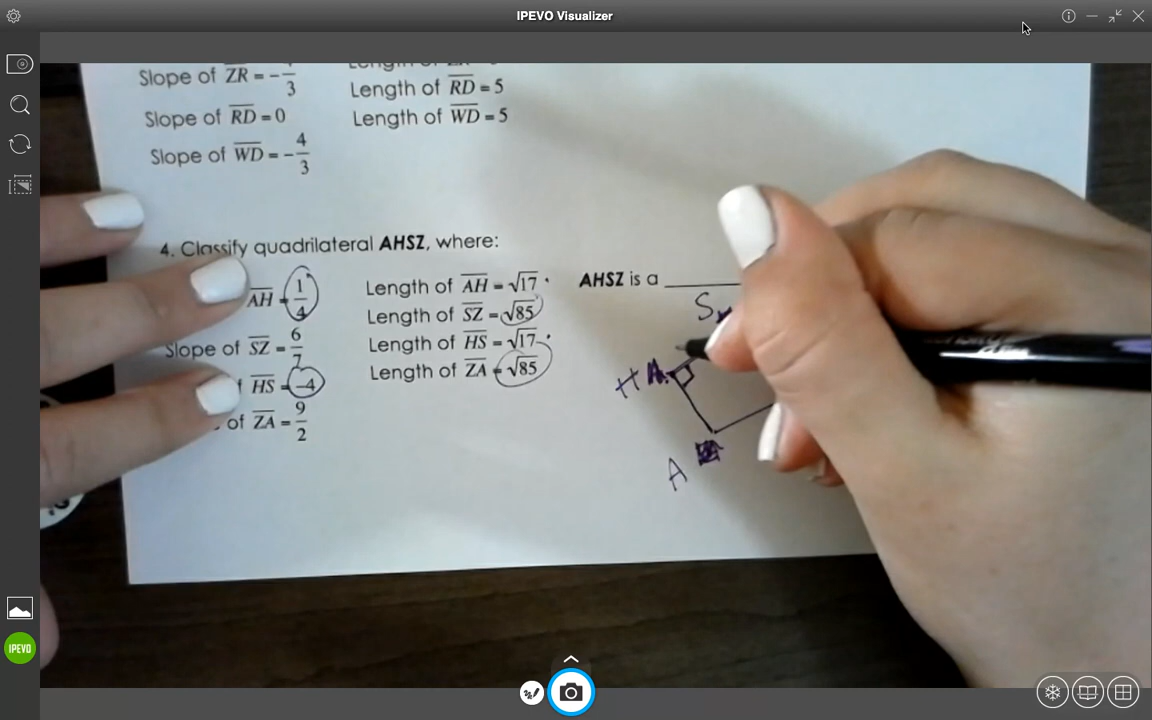 IPEVO Visualizer
Slope of ZR = -4/3
RD = 5
Slope of RD = 0 Length of RD = 5
Length of WD = 5
Slope of WD = -4/3
4. Classify quadrilateral AHSZ, where:
AH = 1/4 Length of AH = √17
AHSZ is a
Length of SZ = √85
S
Slope of SZ = 6/7 Length of HS = √17
HS = -4 Length of ZA = √85
H
of ZA = 9/2
A
IPEVO